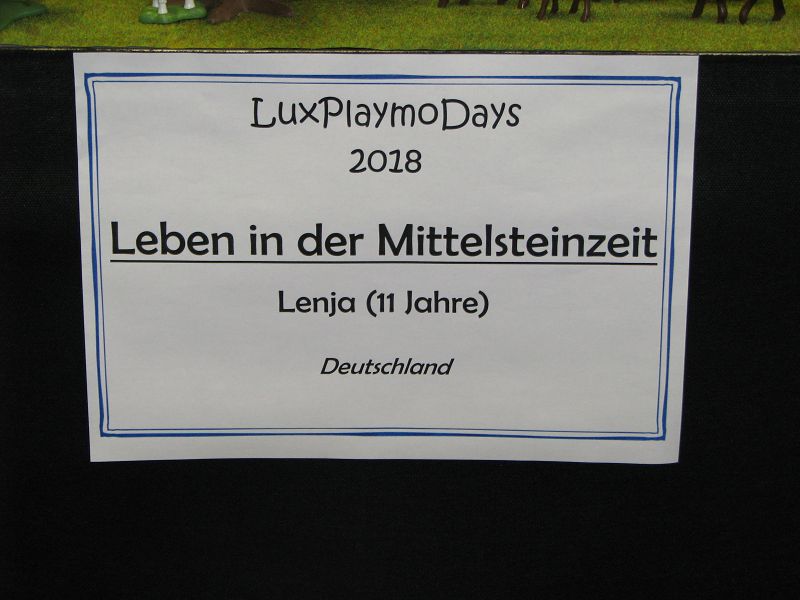 LuxPlaymoDays
2018
Leben in der Mittelsteinzeit
Lenja (11 Jahre)
Deutschland